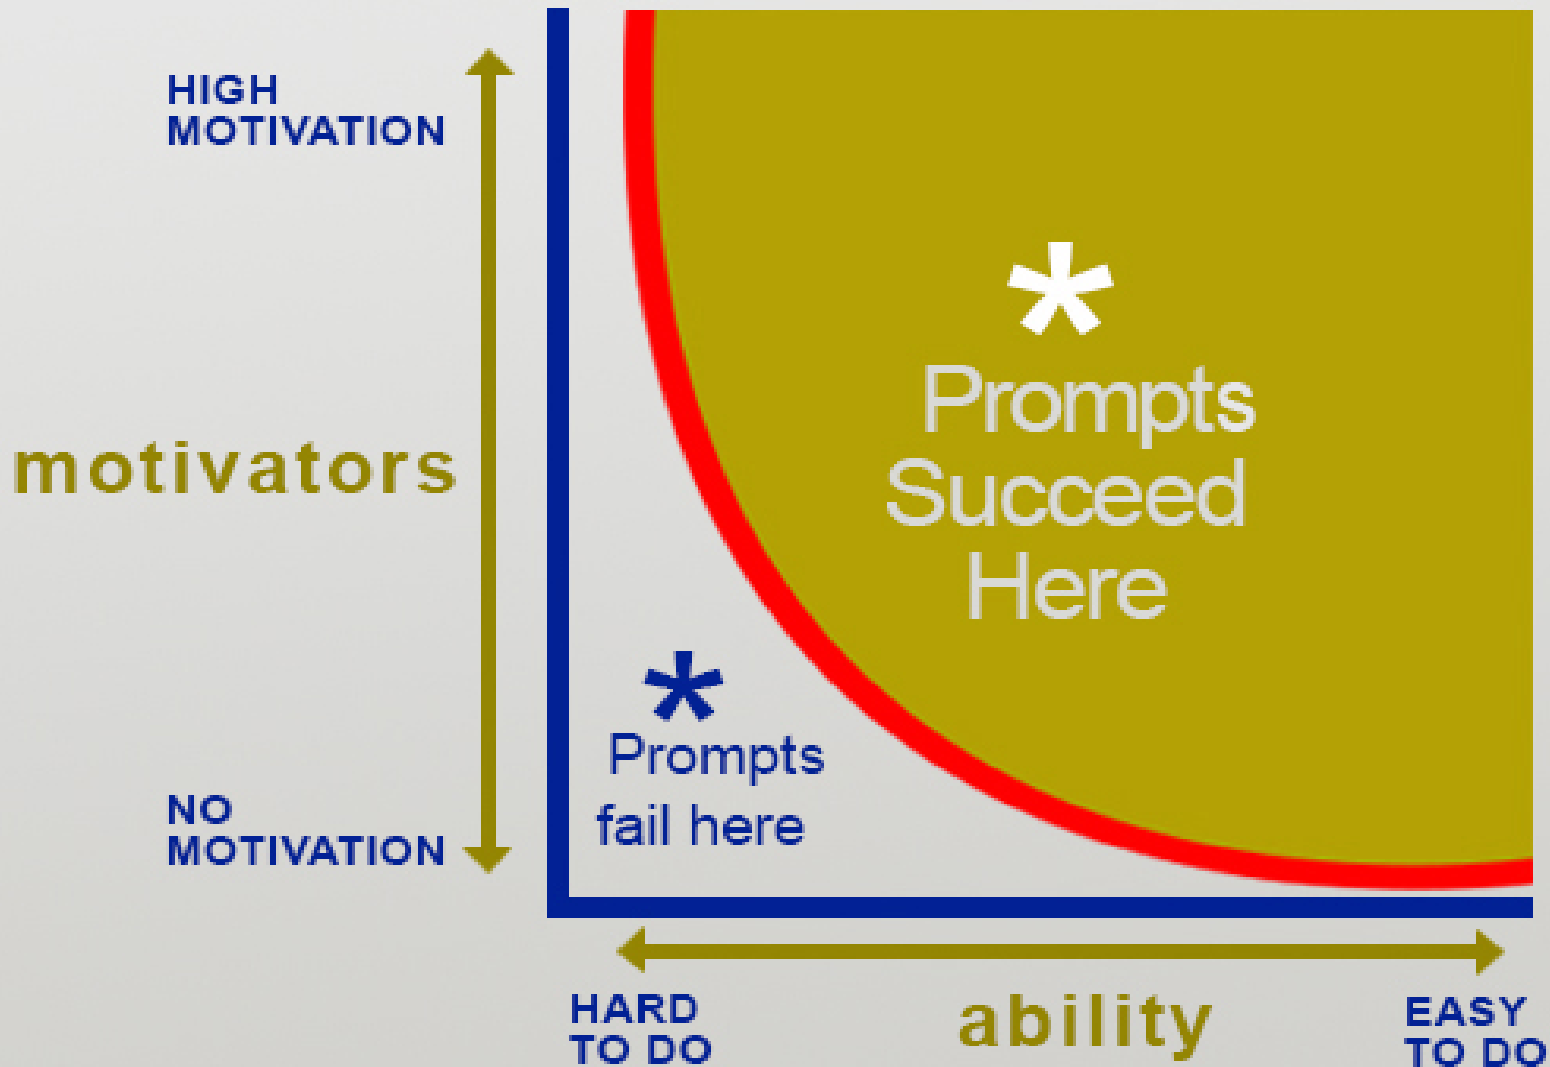 HIGH
MOTIVATION
motivators
NO
MOTIVATION
*
Prompts
Succeed
Here
*
Prompts
fail here
HARD
TO DO
ability
EASY
TO DO